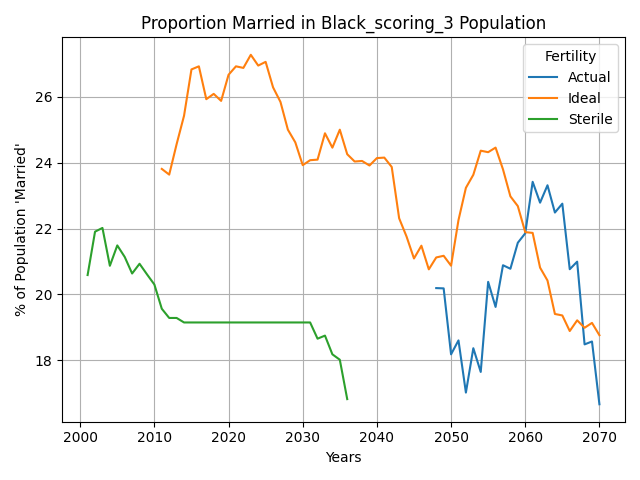 Proportion Married in Black_scoring_3 Population
% of Population 'Married'
26
24
22
20
18
Fertility
Actual
Ideal
Sterile
2000 2010 2020 2030 2040 2050 2060 2070
Years